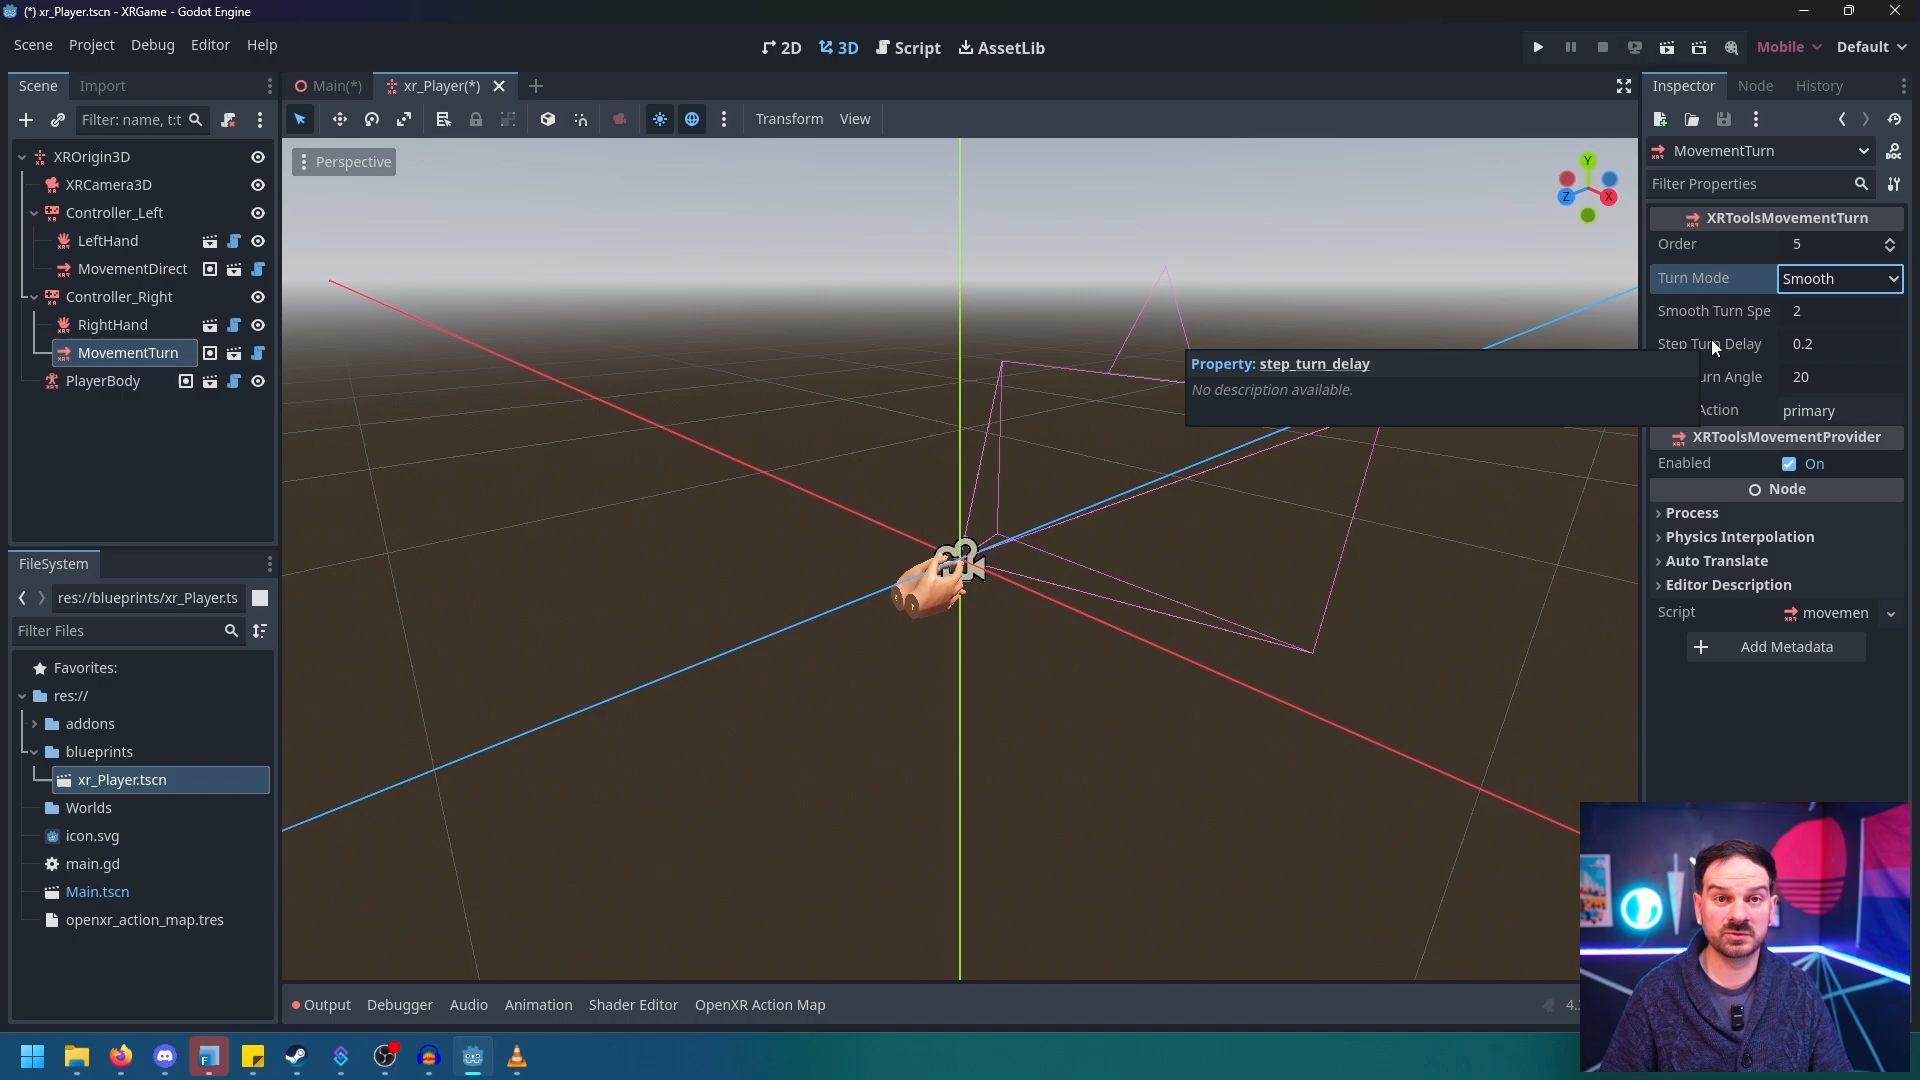 (*) xr_Player.tscn - XRGame - Godot Engine
Scene Project Debug Editor Help
2D 3D Script AssetLib
Mobile Default
Scene Import
Main(*) xr_Player(*)
Inspector Node History
Filter: name, t:t
Transform View
MovementTurn
Filter Properties
Perspective
Y
Z
X
XROrigin3D
XRCamera3D
Controller_Left
LeftHand
MovementDirect
Controller_Right
RightHand
MovementTurn
PlayerBody
XRToolsMovementTurn
Order 5
Turn Mode Smooth
Smooth Turn Spe 2
Step Turn Delay 0.2
urn Angle 20
Action primary
Property: step_turn_delay
No description available.
XRToolsMovementProvider
Enabled On
Node
Process
Physics Interpolation
Auto Translate
Editor Description
Script movemen
Add Metadata
FileSystem
res://blueprints/xr_Player.ts
Filter Files
Favorites:
res://
addons
blueprints
xr_Player.tscn
Worlds
icon.svg
main.gd
Main.tscn
openxr_action_map.tres
Output Debugger Audio Animation Shader Editor OpenXR Action Map
4.